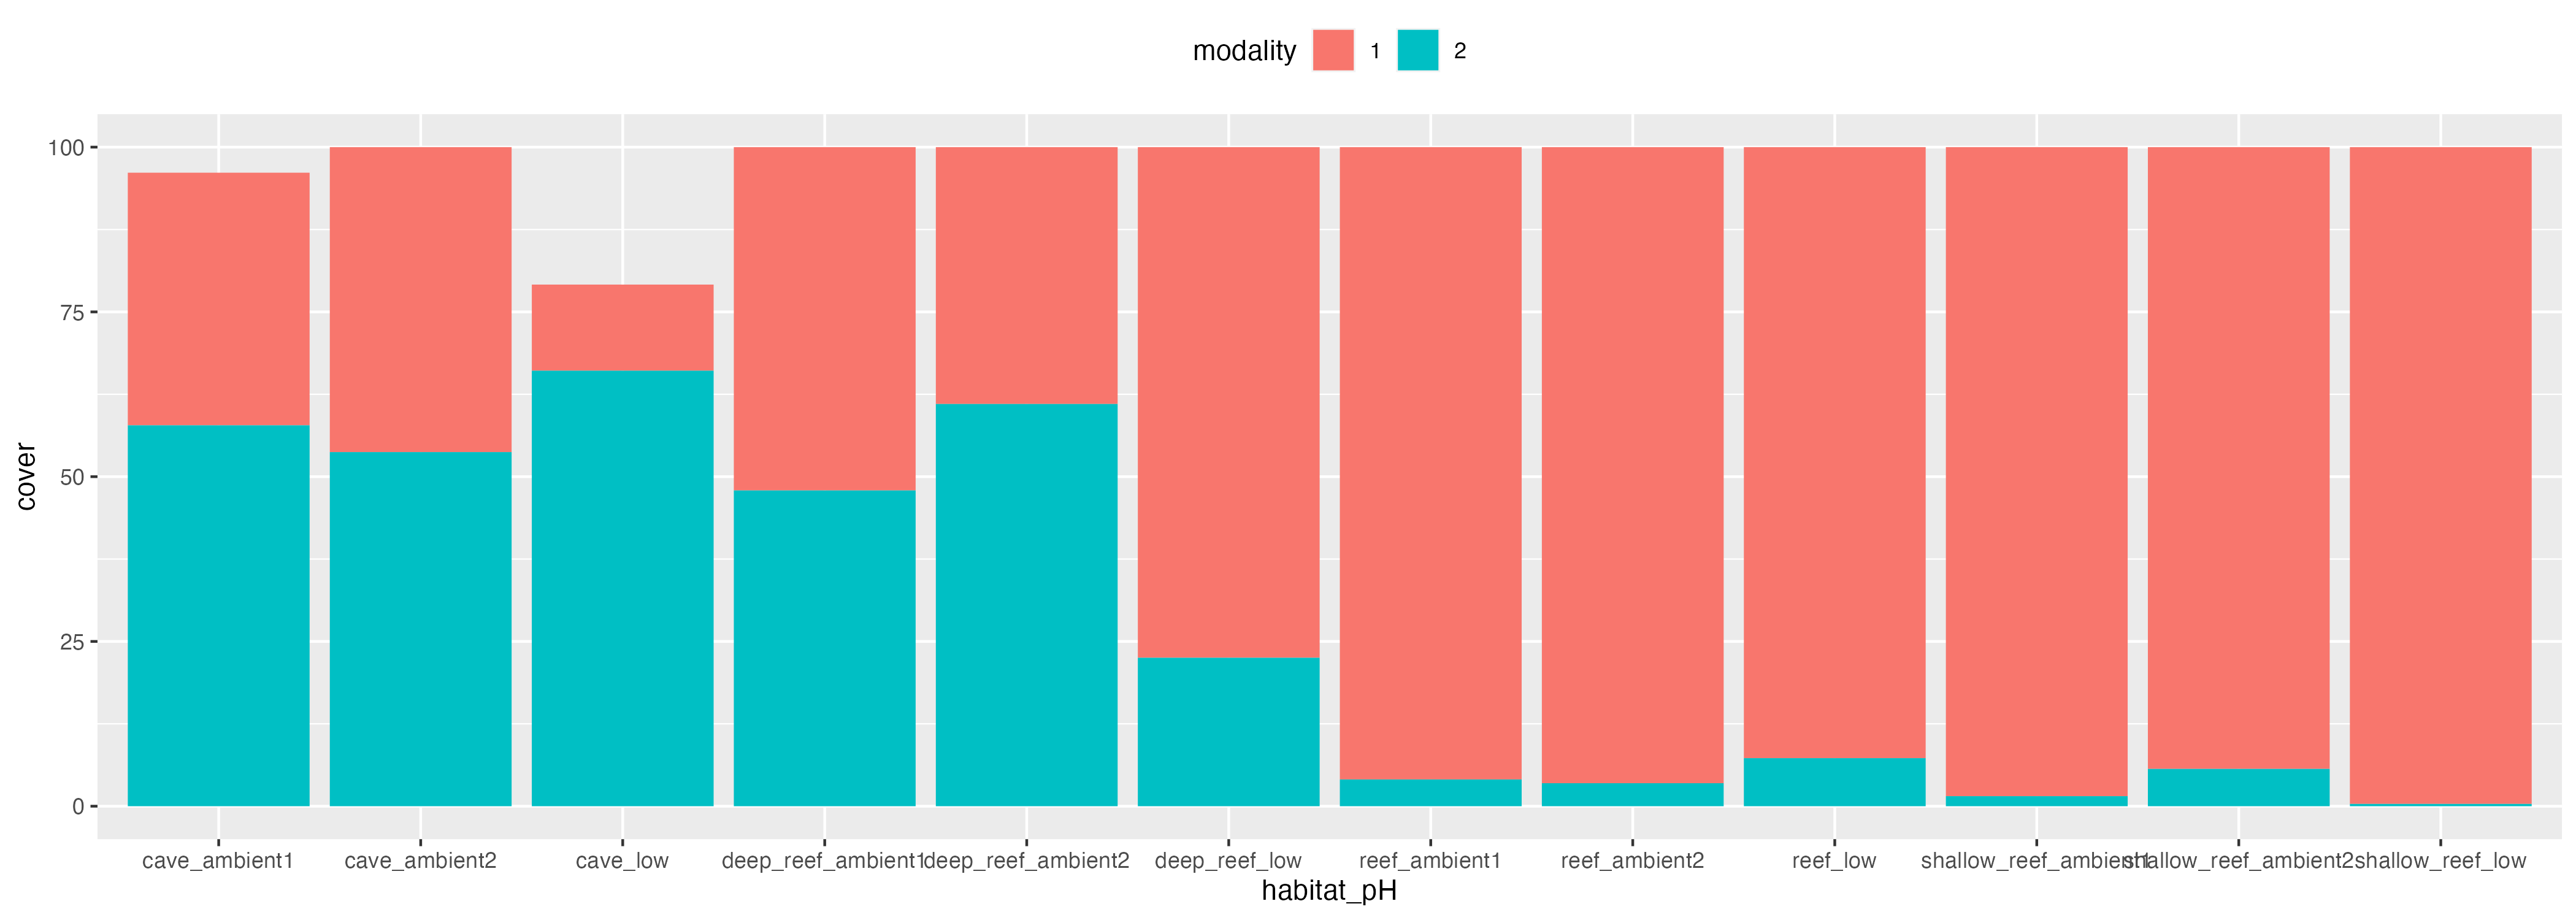 modality 1 2
100
75
50
25
0
cover
cave_ambient1 cave_ambient2 cave_low deep_reef_ambient1 deep_reef_ambient2 deep_reef_low reef_ambient1 reef_ambient2 reef_low shallow_reef_ambient1 shallow_reef_ambient2 shallow_reef_low
habitat_pH